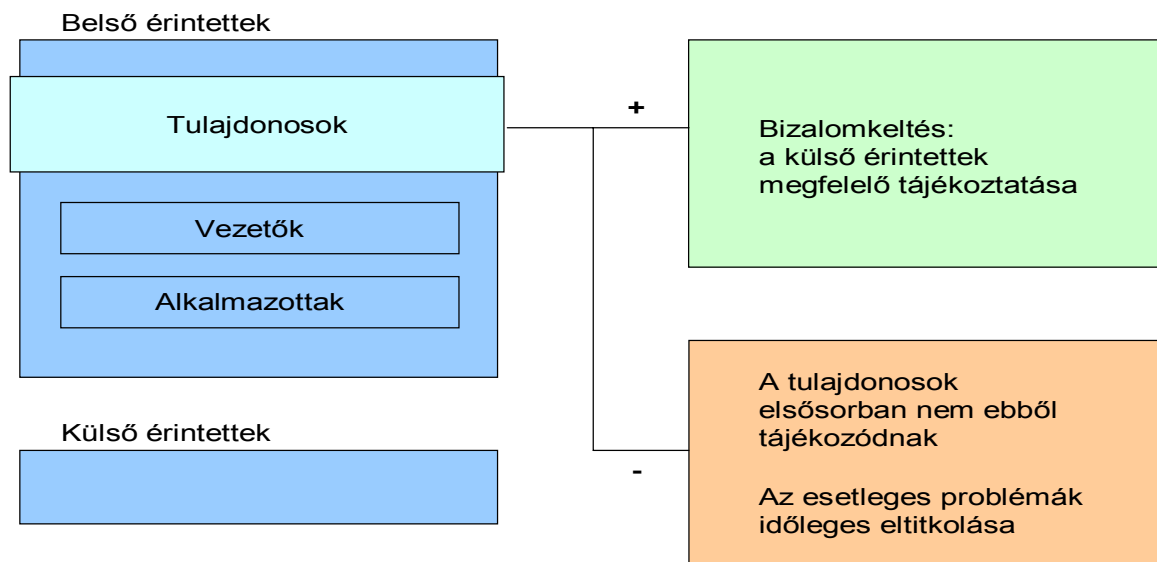 Belső érintettek
Tulajdonosok
Vezetők
Alkalmazottak
Külső érintettek
+
Bizalomkeltés:
a külső érintettek
megfelelő tájékoztatása
-
A tulajdonosok
elsősorban nem ebből
tájékozódnak
Az esetleges problémák
időleges eltitkolása